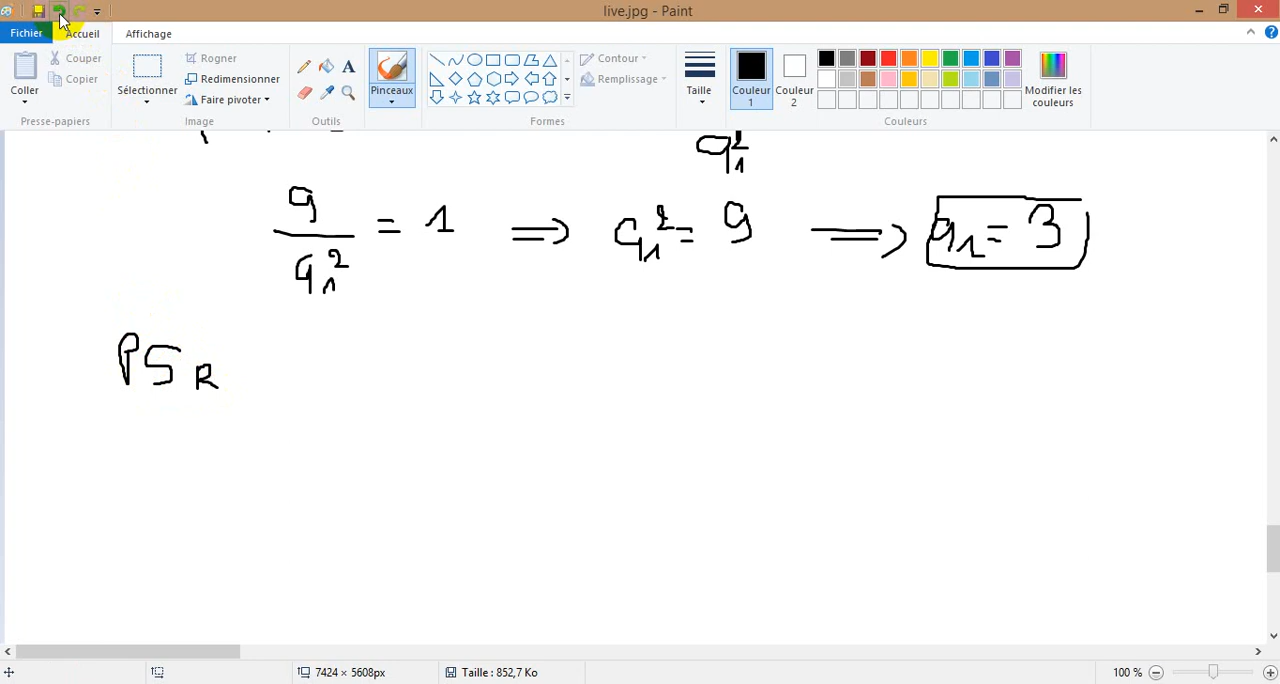 live.jpg - Paint
Fichier
Accueil
Affichage
Coller
Couper
Copier
Presse-papiers
Sélectionner
Rogner
Redimensionner
Faire pivoter
Image
A
Outils
Pinceaux
Contour
Remplissage
Formes
Taille
Couleur 1
Couleur 2
Modifier les couleurs
Couleurs
q₁²
9/q₁² = 1 ⟹ q₁² = 9 ⟹ q₁ = 3
PS R
7424 × 5608px
Taille : 852,7 Ko
100 %